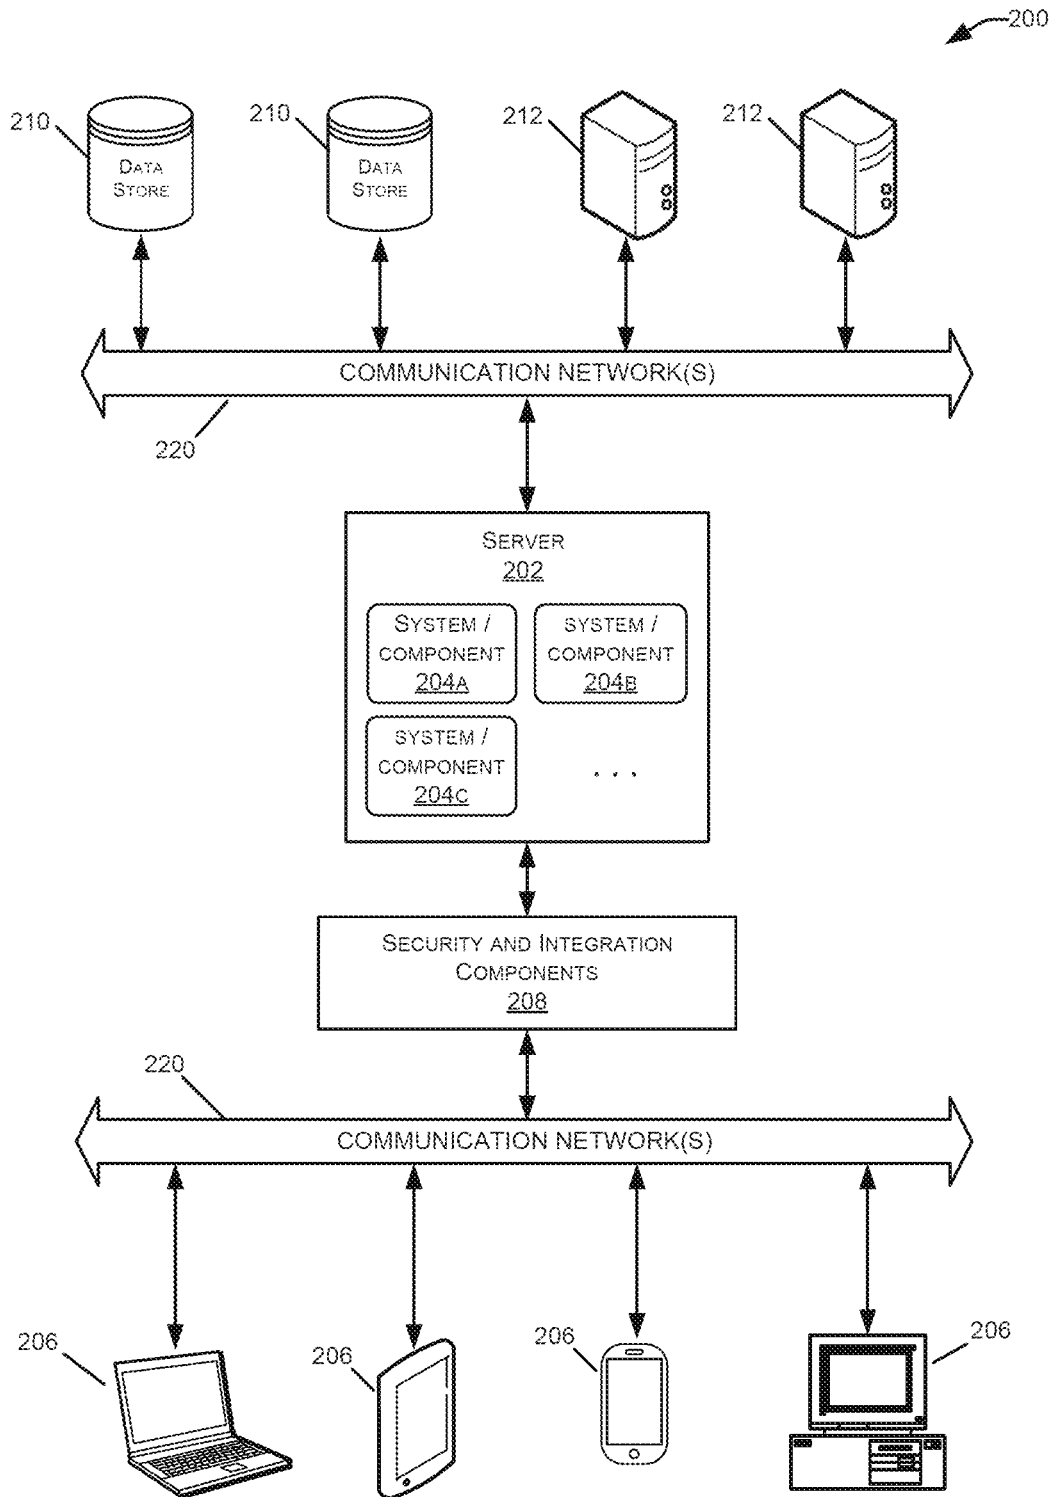 200
210
210
212
212
DATA
STORE
DATA
STORE
COMMUNICATION NETWORK(S)
220
SERVER
202
SYSTEM /
COMPONENT
204A
SYSTEM /
COMPONENT
204B
SYSTEM /
COMPONENT
204C
. . .
SECURITY AND INTEGRATION
COMPONENTS
208
220
COMMUNICATION NETWORK(S)
206
206
206
206